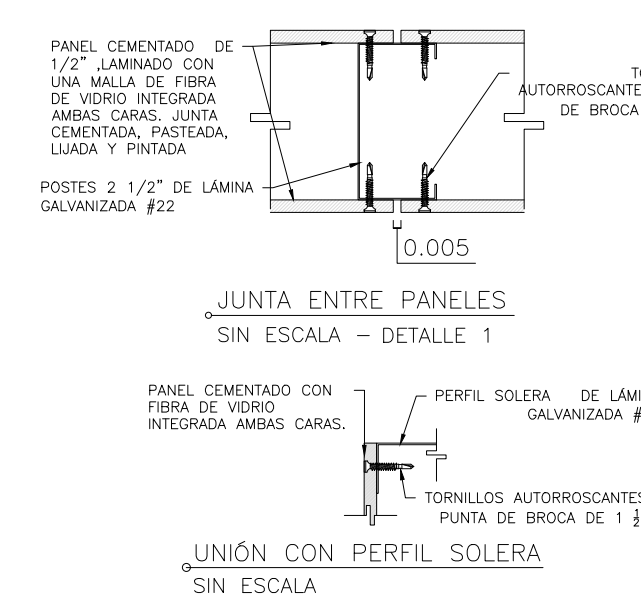 PANEL CEMENTADO DE
1/2” ,LAMINADO CON
UNA MALLA DE FIBRA
DE VIDRIO INTEGRADA
AMBAS CARAS. JUNTA
CEMENTADA, PASTEADA,
LIJADA Y PINTADA
AUTORROSCANTE
DE BROCA
POSTES 2 1/2” DE LÁMINA
GALVANIZADA #22
0.005
JUNTA ENTRE PANELES
SIN ESCALA – DETALLE 1
PANEL CEMENTADO CON
FIBRA DE VIDRIO
INTEGRADA AMBAS CARAS.
PERFIL SOLERA DE
GALVANIZADA #
TORNILLOS AUTORROSCANTES
PUNTA DE BROCA DE 1 1/2
UNIÓN CON PERFIL SOLERA
SIN ESCALA